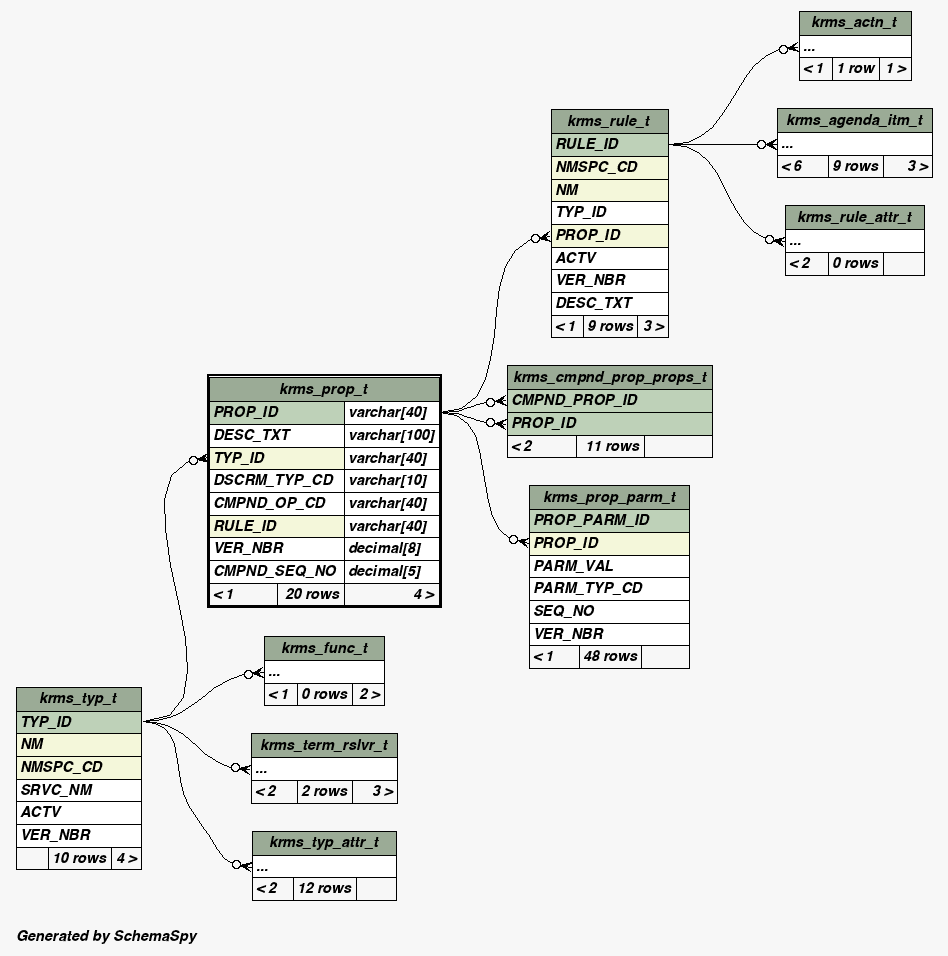 krms_actn_t
...
< 1 1 row 1 >
krms_agenda_itm_t
...
< 6 9 rows 3 >
krms_rule_attr_t
...
< 2 0 rows
krms_rule_t
RULE_ID
NMSPC_CD
NM
TYP_ID
PROP_ID
ACTV
VER_NBR
DESC_TXT
< 1 9 rows 3 >
krms_prop_t
PROP_ID varchar[40]
DESC_TXT varchar[100]
TYP_ID varchar[40]
DSCRM_TYP_CD varchar[10]
CMPND_OP_CD varchar[40]
RULE_ID varchar[40]
VER_NBR decimal[8]
CMPND_SEQ_NO decimal[5]
< 1 20 rows 4 >
krms_cmpnd_prop_props_t
CMPND_PROP_ID
PROP_ID
< 2 11 rows
krms_prop_parm_t
PROP_PARM_ID
PROP_ID
PARM_VAL
PARM_TYP_CD
SEQ_NO
VER_NBR
< 1 48 rows
krms_func_t
...
< 1 0 rows 2 >
krms_typ_t
TYP_ID
NM
NMSPC_CD
SRVC_NM
ACTV
VER_NBR
10 rows 4 >
krms_term_rslvr_t
...
< 2 2 rows 3 >
krms_typ_attr_t
...
< 2 12 rows
Generated by SchemaSpy